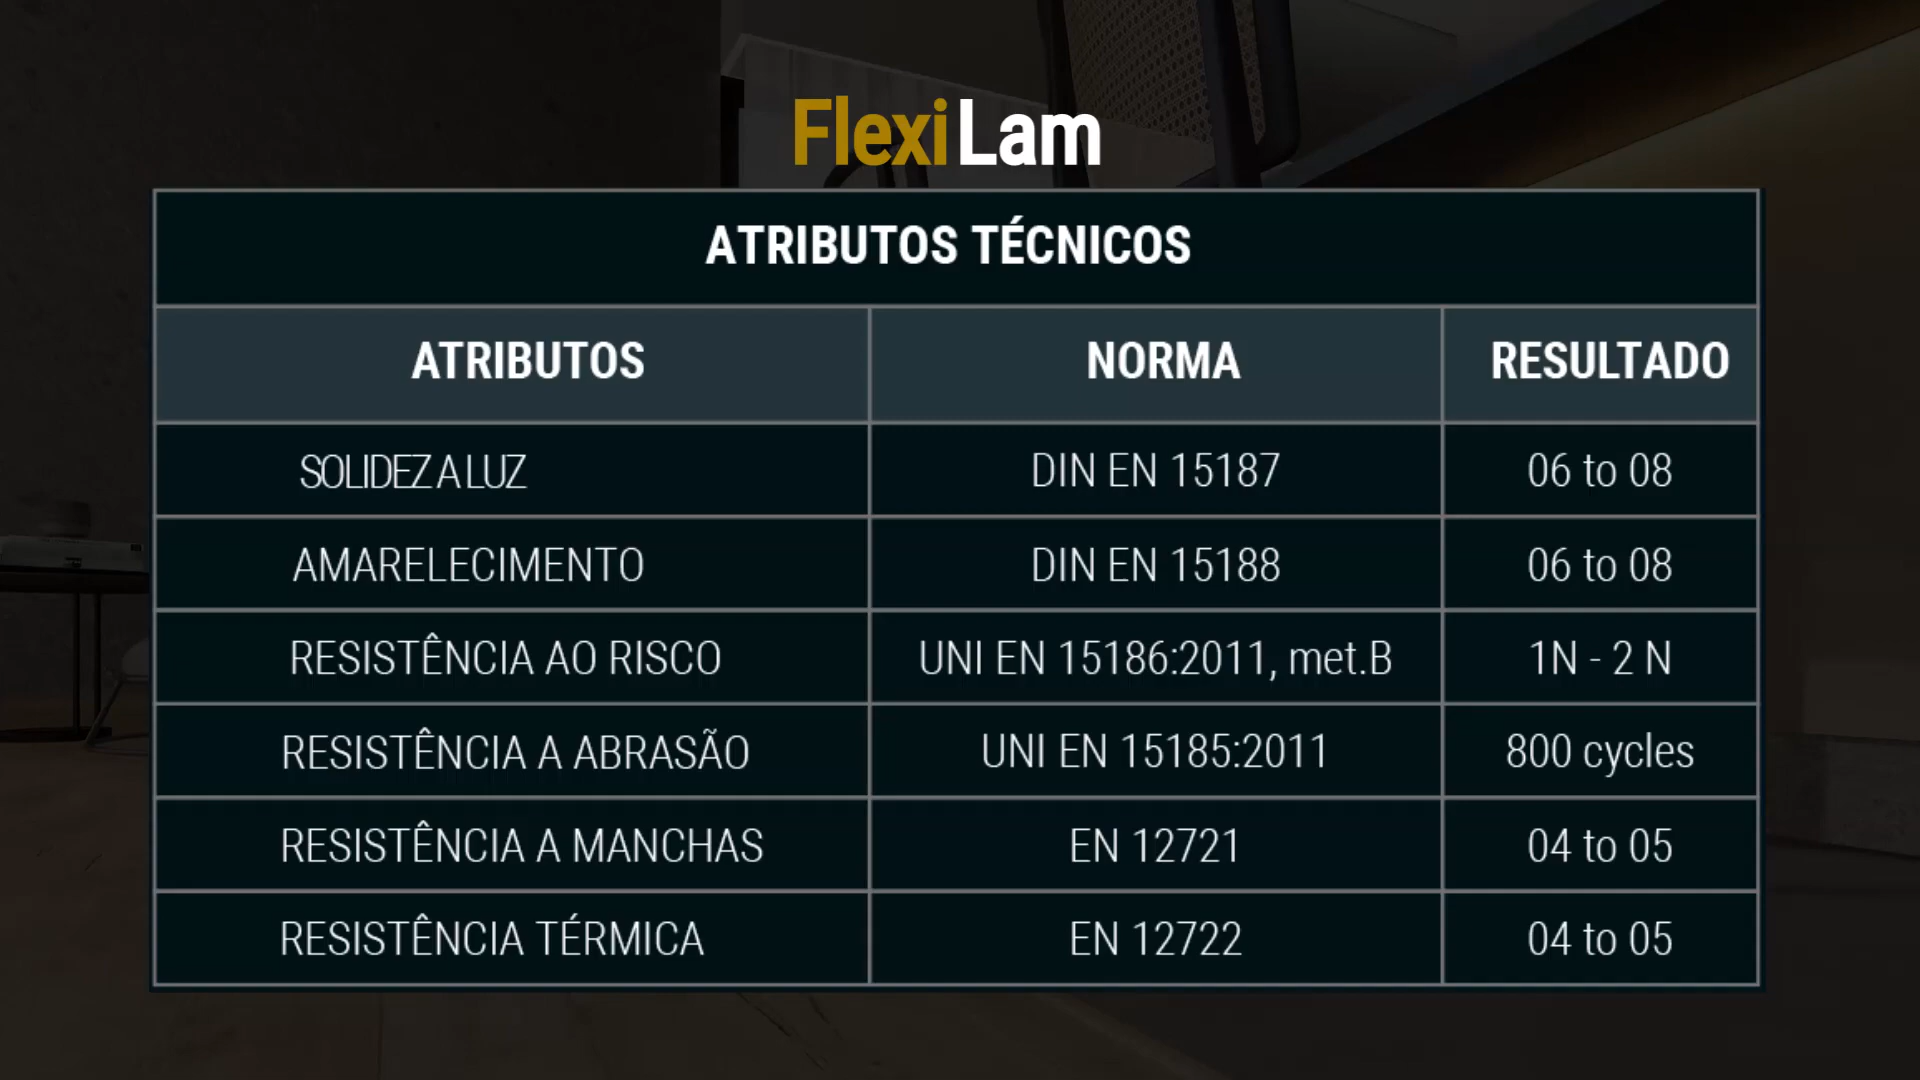 FlexiLam
ATRIBUTOS TÉCNICOS
ATRIBUTOS NORMA RESULTADO
SOLIDEZ A LUZ DIN EN 15187 06 to 08
AMARELECIMENTO DIN EN 15188 06 to 08
RESISTÊNCIA AO RISCO UNI EN 15186:2011, met.B 1N - 2 N
RESISTÊNCIA A ABRASÃO UNI EN 15185:2011 800 cycles
RESISTÊNCIA A MANCHAS EN 12721 04 to 05
RESISTÊNCIA TÉRMICA EN 12722 04 to 05